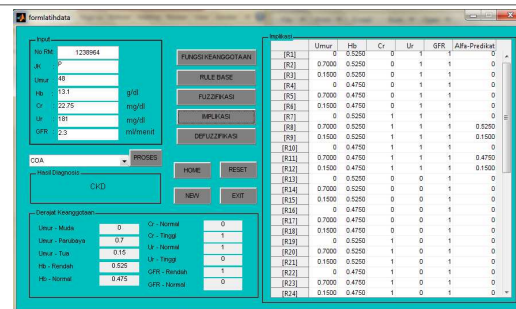 formlatihdata
Input
No RM 1238964
JK P
Umur 48
Hb 13.1 g/dl
Cr 22.75 mg/dl
Ur 181 mg/dl
GFR 2.3 ml/menit
COA PROSES
Hasil Diagnosis
CKD
FUNGSI KEANGGOTAAN
RULE BASE
FUZZIFIKASI
IMPLIKASI
DEFUZZIFIKASI
HOME RESET
NEW EXIT
Derajat Keanggotaan
Umur - Muda 0
Umur - Parubaya 0.7
Umur - Tua 0.15
Hb - Rendah 0.525
Hb - Normal 0.475
Cr - Normal 0
Cr - Tinggi 1
Ur - Normal 1
Ur - Tinggi 0
GFR - Rendah 1
GFR - Normal 0
Implikasi
Umur Hb Cr Ur GFR Alfa-Predikat
[R1] 0 0.5250 0 1 1 0
[R2] 0.7000 0.5250 0 1 1 0
[R3] 0.1500 0.5250 0 1 1 0
[R4] 0 0.4750 0 1 1 0
[R5] 0.7000 0.4750 0 1 1 0
[R6] 0.1500 0.4750 0 1 1 0
[R7] 0 0.5250 1 1 1 0
[R8] 0.7000 0.5250 1 1 1 0.5250
[R9] 0.1500 0.5250 1 1 1 0.1500
[R10] 0 0.4750 1 1 1 0
[R11] 0.7000 0.4750 1 1 1 0.4750
[R12] 0.1500 0.4750 1 1 1 0.1500
[R13] 0 0.5250 0 0 1 0
[R14] 0.7000 0.5250 0 0 1 0
[R15] 0.1500 0.5250 0 0 1 0
[R16] 0 0.4750 0 0 1 0
[R17] 0.7000 0.4750 0 0 1 0
[R18] 0.1500 0.4750 0 0 1 0
[R19] 0 0.5250 1 0 1 0
[R20] 0.7000 0.5250 1 0 1 0
[R21] 0.1500 0.5250 1 0 1 0
[R22] 0 0.4750 1 0 1 0
[R23] 0.7000 0.4750 1 0 1 0
[R24] 0.1500 0.4750 1 0 1 0